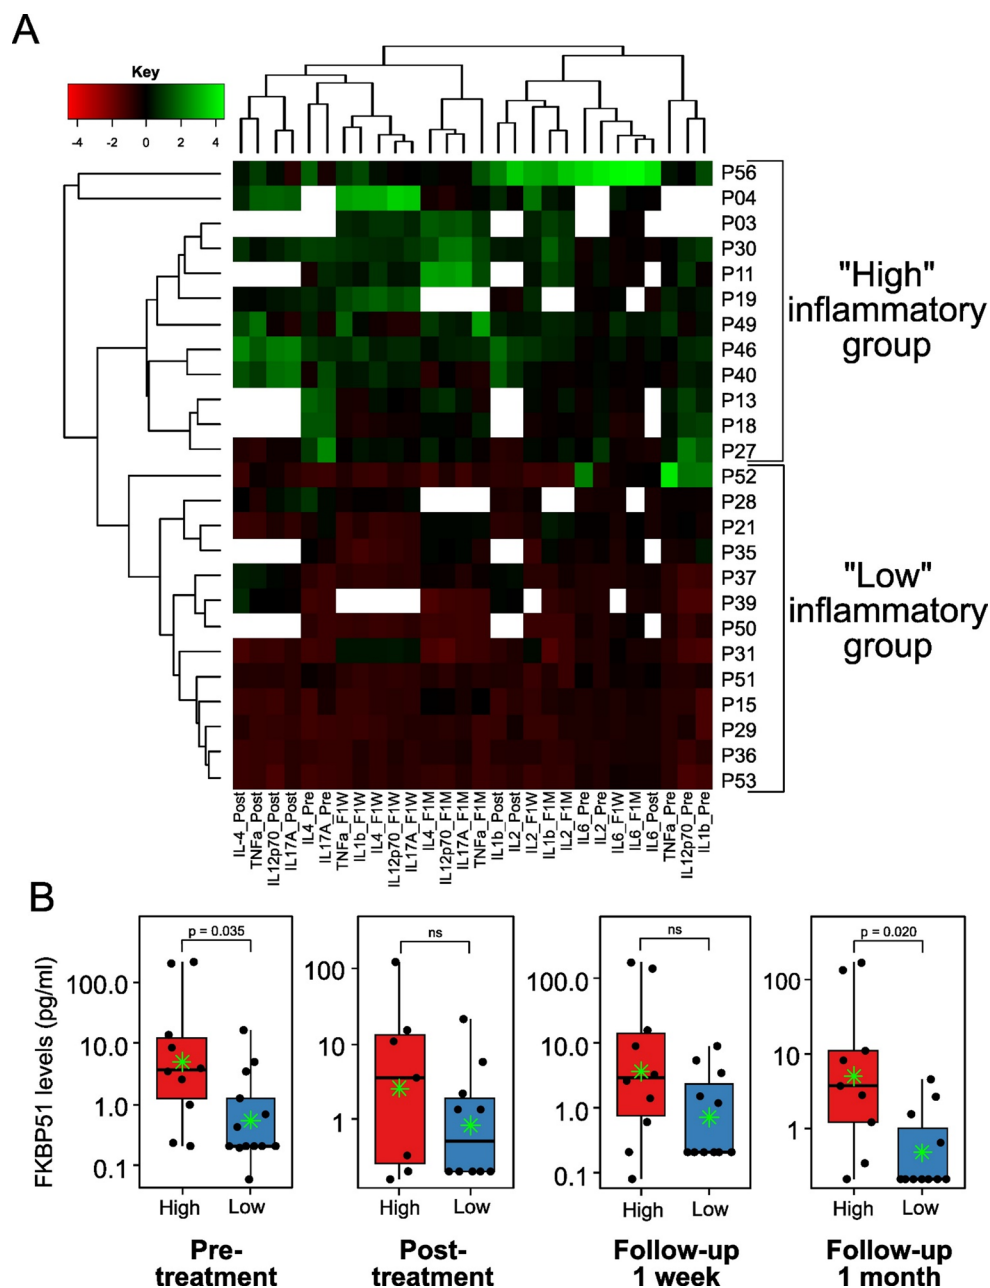 A
Key
-4 -2 0 2 4
P56
P04
P03
P30
P11
P19
P49
P46
P40
P13
P18
P27
P52
P28
P21
P35
P37
P39
P50
P31
P51
P15
P29
P36
P53
"High"
inflammatory
group
"Low"
inflammatory
group
IL-4_Post
TNFa_Post
IL12p70_Post
IL17A_Post
IL4_Pre
IL17A_Pre
TNFa_F1W
IL1b_F1W
IL4_F1W
IL12p70_F1W
IL17A_F1W
IL4_F1M
IL12p70_F1M
IL17A_F1M
TNFa_F1M
IL1b_Post
IL2_Post
IL2_F1W
IL1b_F1M
IL2_F1M
IL6_Pre
IL2_Pre
IL6_F1W
IL6_F1M
IL6_Post
TNFa_Pre
IL12p70_Pre
IL1b_Pre
B
FKBP51 levels (pg/ml)
p = 0.035
100.0
10.0
1.0
0.1
High Low
Pre-
treatment
ns
100
10
1
High Low
Post-
treatment
ns
100.0
10.0
1.0
0.1
High Low
Follow-up
1 week
p = 0.020
100
10
1
High Low
Follow-up
1 month